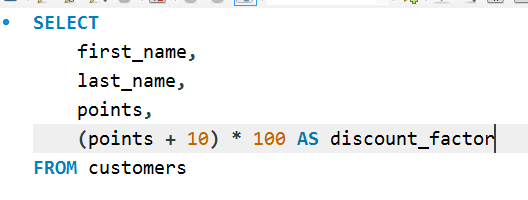 SELECT
    first_name,
    last_name,
    points,
    (points + 10) * 100 AS discount_factor
FROM customers